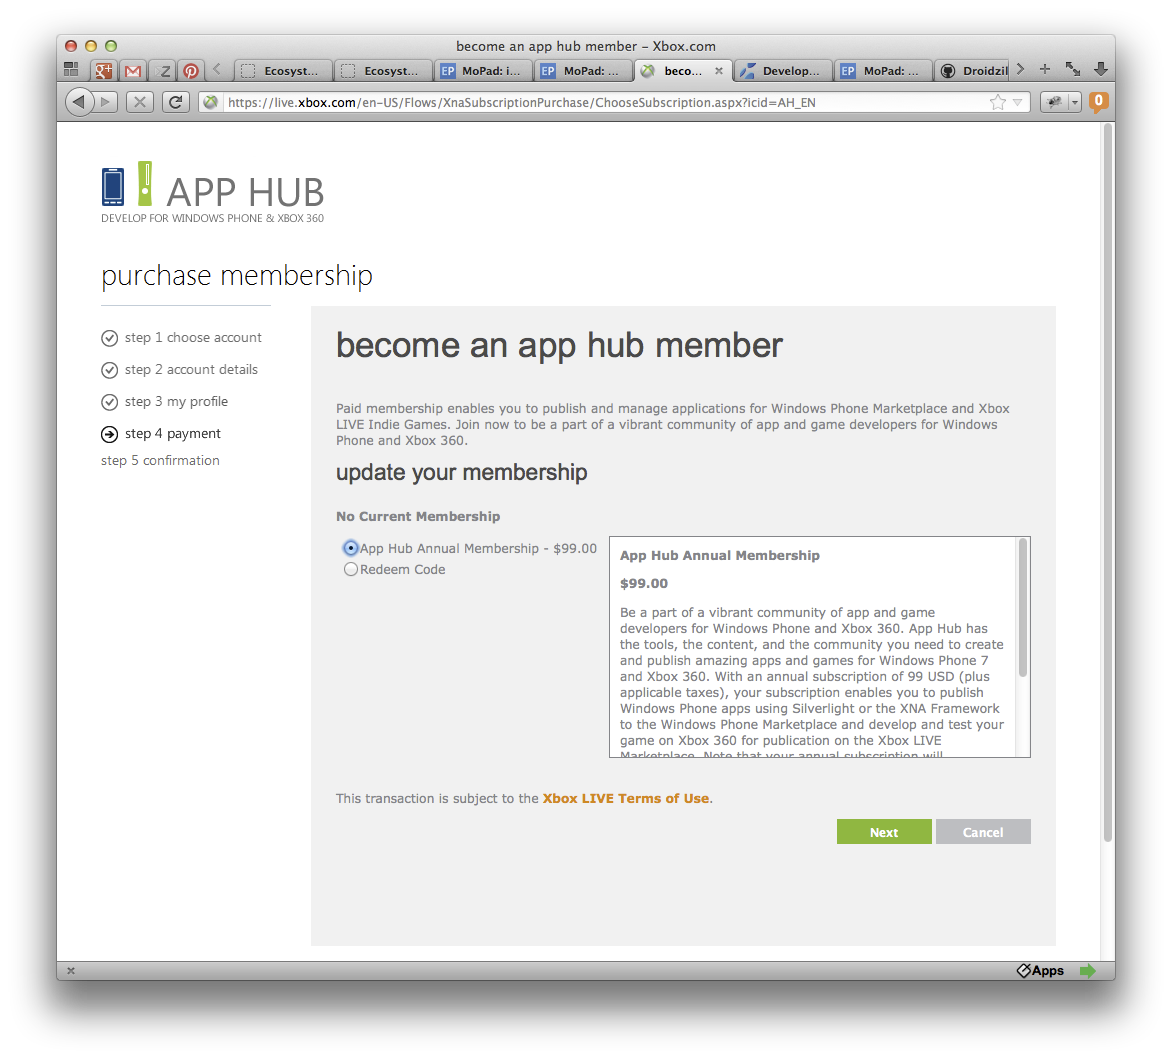 become an app hub member – Xbox.com
g+
Z
Ecosyst...
Ecosyst...
EP MoPad: i...
EP MoPad: ...
beco...
Develop...
EP MoPad: ...
Droidzil
https://live.xbox.com/en-US/Flows/XnaSubscriptionPurchase/ChooseSubscription.aspx?icid=AH_EN
0
APP HUB
DEVELOP FOR WINDOWS PHONE & XBOX 360
purchase membership
step 1 choose account
step 2 account details
step 3 my profile
step 4 payment
step 5 confirmation
become an app hub member
Paid membership enables you to publish and manage applications for Windows Phone Marketplace and Xbox
LIVE Indie Games. Join now to be a part of a vibrant community of app and game developers for Windows
Phone and Xbox 360.
update your membership
No Current Membership
App Hub Annual Membership - $99.00
Redeem Code
App Hub Annual Membership
$99.00
Be a part of a vibrant community of app and game
developers for Windows Phone and Xbox 360. App Hub has
the tools, the content, and the community you need to create
and publish amazing apps and games for Windows Phone 7
and Xbox 360. With an annual subscription of 99 USD (plus
applicable taxes), your subscription enables you to publish
Windows Phone apps using Silverlight or the XNA Framework
to the Windows Phone Marketplace and develop and test your
game on Xbox 360 for publication on the Xbox LIVE
Marketplace. Note that your annual subscription will
This transaction is subject to the Xbox LIVE Terms of Use.
Next
Cancel
Apps